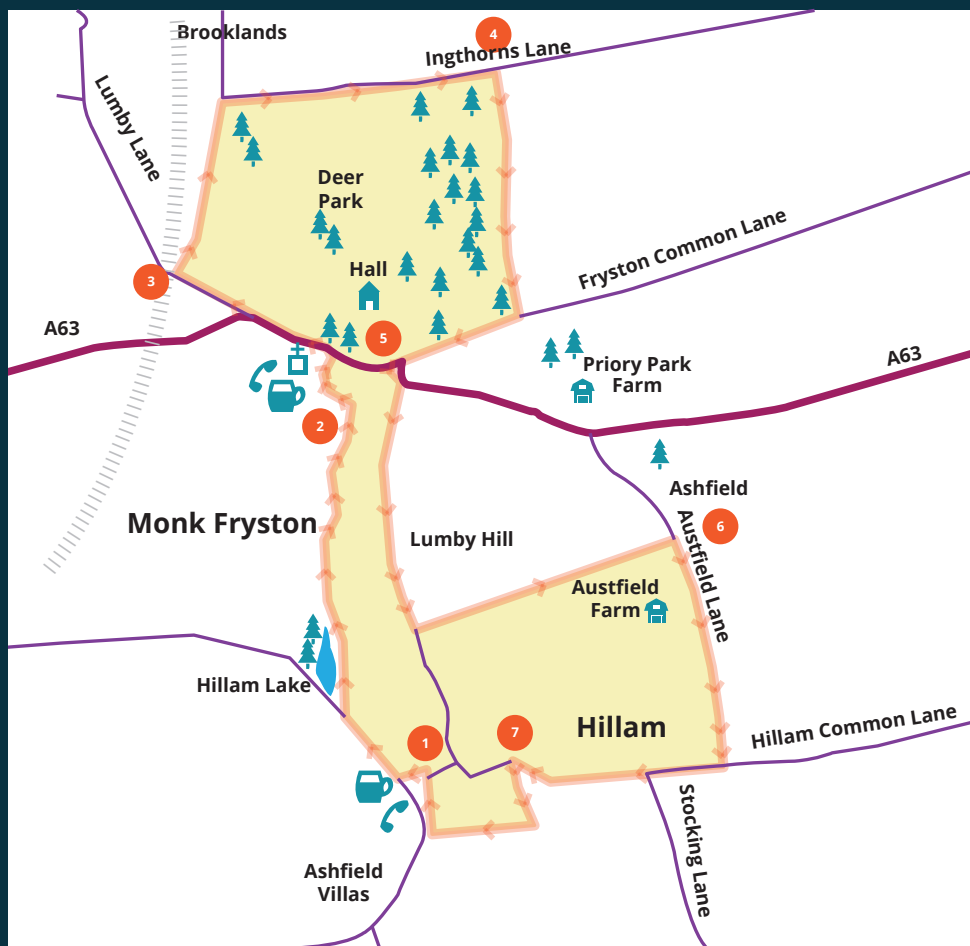 Brooklands
4
Ingthorns Lane
Lumby Lane
Deer
Park
Fryston Common Lane
Hall
3
A63
5
A63
Priory Park
Farm
2
Ashfield
6
Monk Fryston
Lumby Hill
Austfield Lane
Austfield
Farm
Hillam Lake
Hillam
Hillam Common Lane
1
7
Stocking Lane
Ashfield
Villas